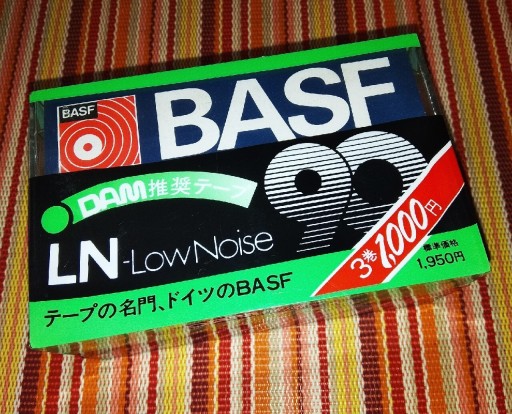 BASF
BASF
DAM推奨テープ
90
LN-Low Noise
3巻1,000円
標準価格
1,950円
テープの名門、ドイツのBASF